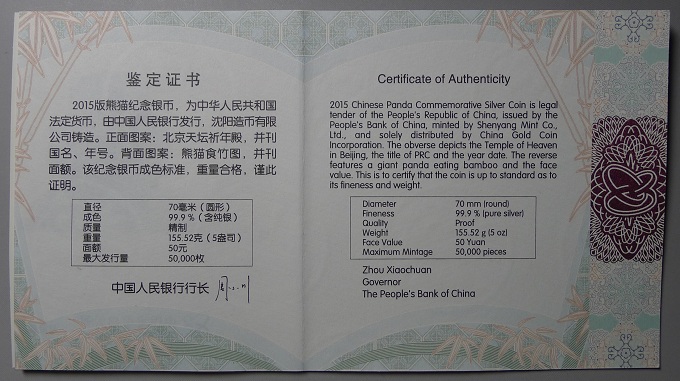 鉴定证书
2015版熊猫纪念银币，为中华人民共和国
法定货币，由中国人民银行发行，沈阳造币有限
公司铸造。正面图案：北京天坛祈年殿，并刊
国名、年号。背面图案：熊猫食竹图，并刊
面额。该纪念银币成色标准，重量合格，谨此
证明。
直径 70毫米（圆形）
成色 99.9%（含纯银）
质量 精制
重量 155.52克（5盎司）
面额 50元
最大发行量 50,000枚
中国人民银行行长
Certificate of Authenticity
2015 Chinese Panda Commemorative Silver Coin is legal
tender of the People's Republic of China, issued by the
People's Bank of China, minted by Shenyang Mint Co.,
Ltd., and solely distributed by China Gold Coin
Incorporation. The obverse depicts the Temple of Heaven
in Beijing, the title of PRC and the year date. The reverse
features a giant panda eating bamboo and the face
value. This is to certify that the coin is up to standard as to
its fineness and weight.
Diameter 70 mm (round)
Fineness 99.9 % (pure silver)
Quality Proof
Weight 155.52 g (5 oz)
Face Value 50 Yuan
Maximum Mintage 50,000 pieces
Zhou Xiaochuan
Governor
The People's Bank of China